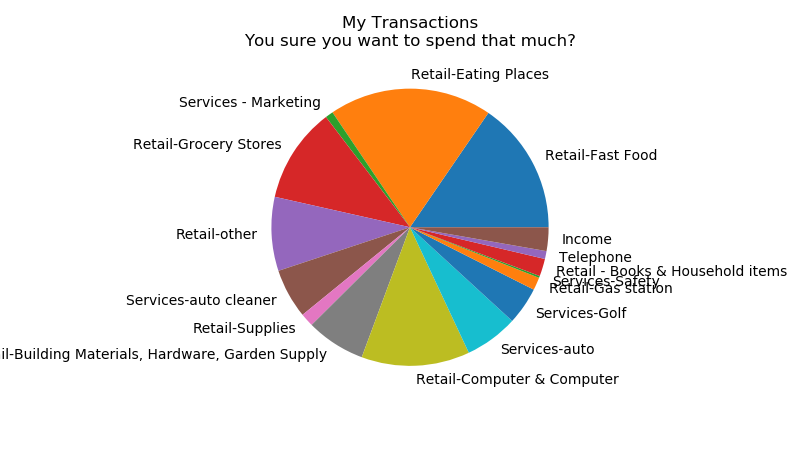 My Transactions
You sure you want to spend that much?
Retail-Eating Places
Services - Marketing
Retail-Grocery Stores
Retail-Fast Food
Retail-other
Income
Telephone
Retail - Books & Household items
Services-Safety
Retail-Gas station
Services-auto cleaner
Services-Golf
Retail-Supplies
Services-auto
il-Building Materials, Hardware, Garden Supply
Retail-Computer & Computer